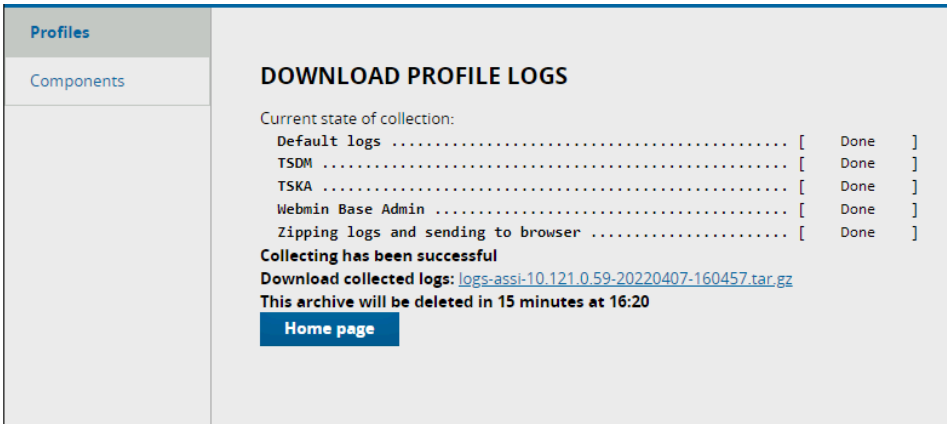 Profiles
Components
DOWNLOAD PROFILE LOGS
Current state of collection:
Default logs ............................................... [ Done ]
TSDM ....................................................... [ Done ]
TSKA ....................................................... [ Done ]
Webmin Base Admin .......................................... [ Done ]
Zipping logs and sending to browser ....................... [ Done ]
Collecting has been successful
Download collected logs: logs-assi-10.121.0.59-20220407-160457.tar.gz
This archive will be deleted in 15 minutes at 16:20
Home page